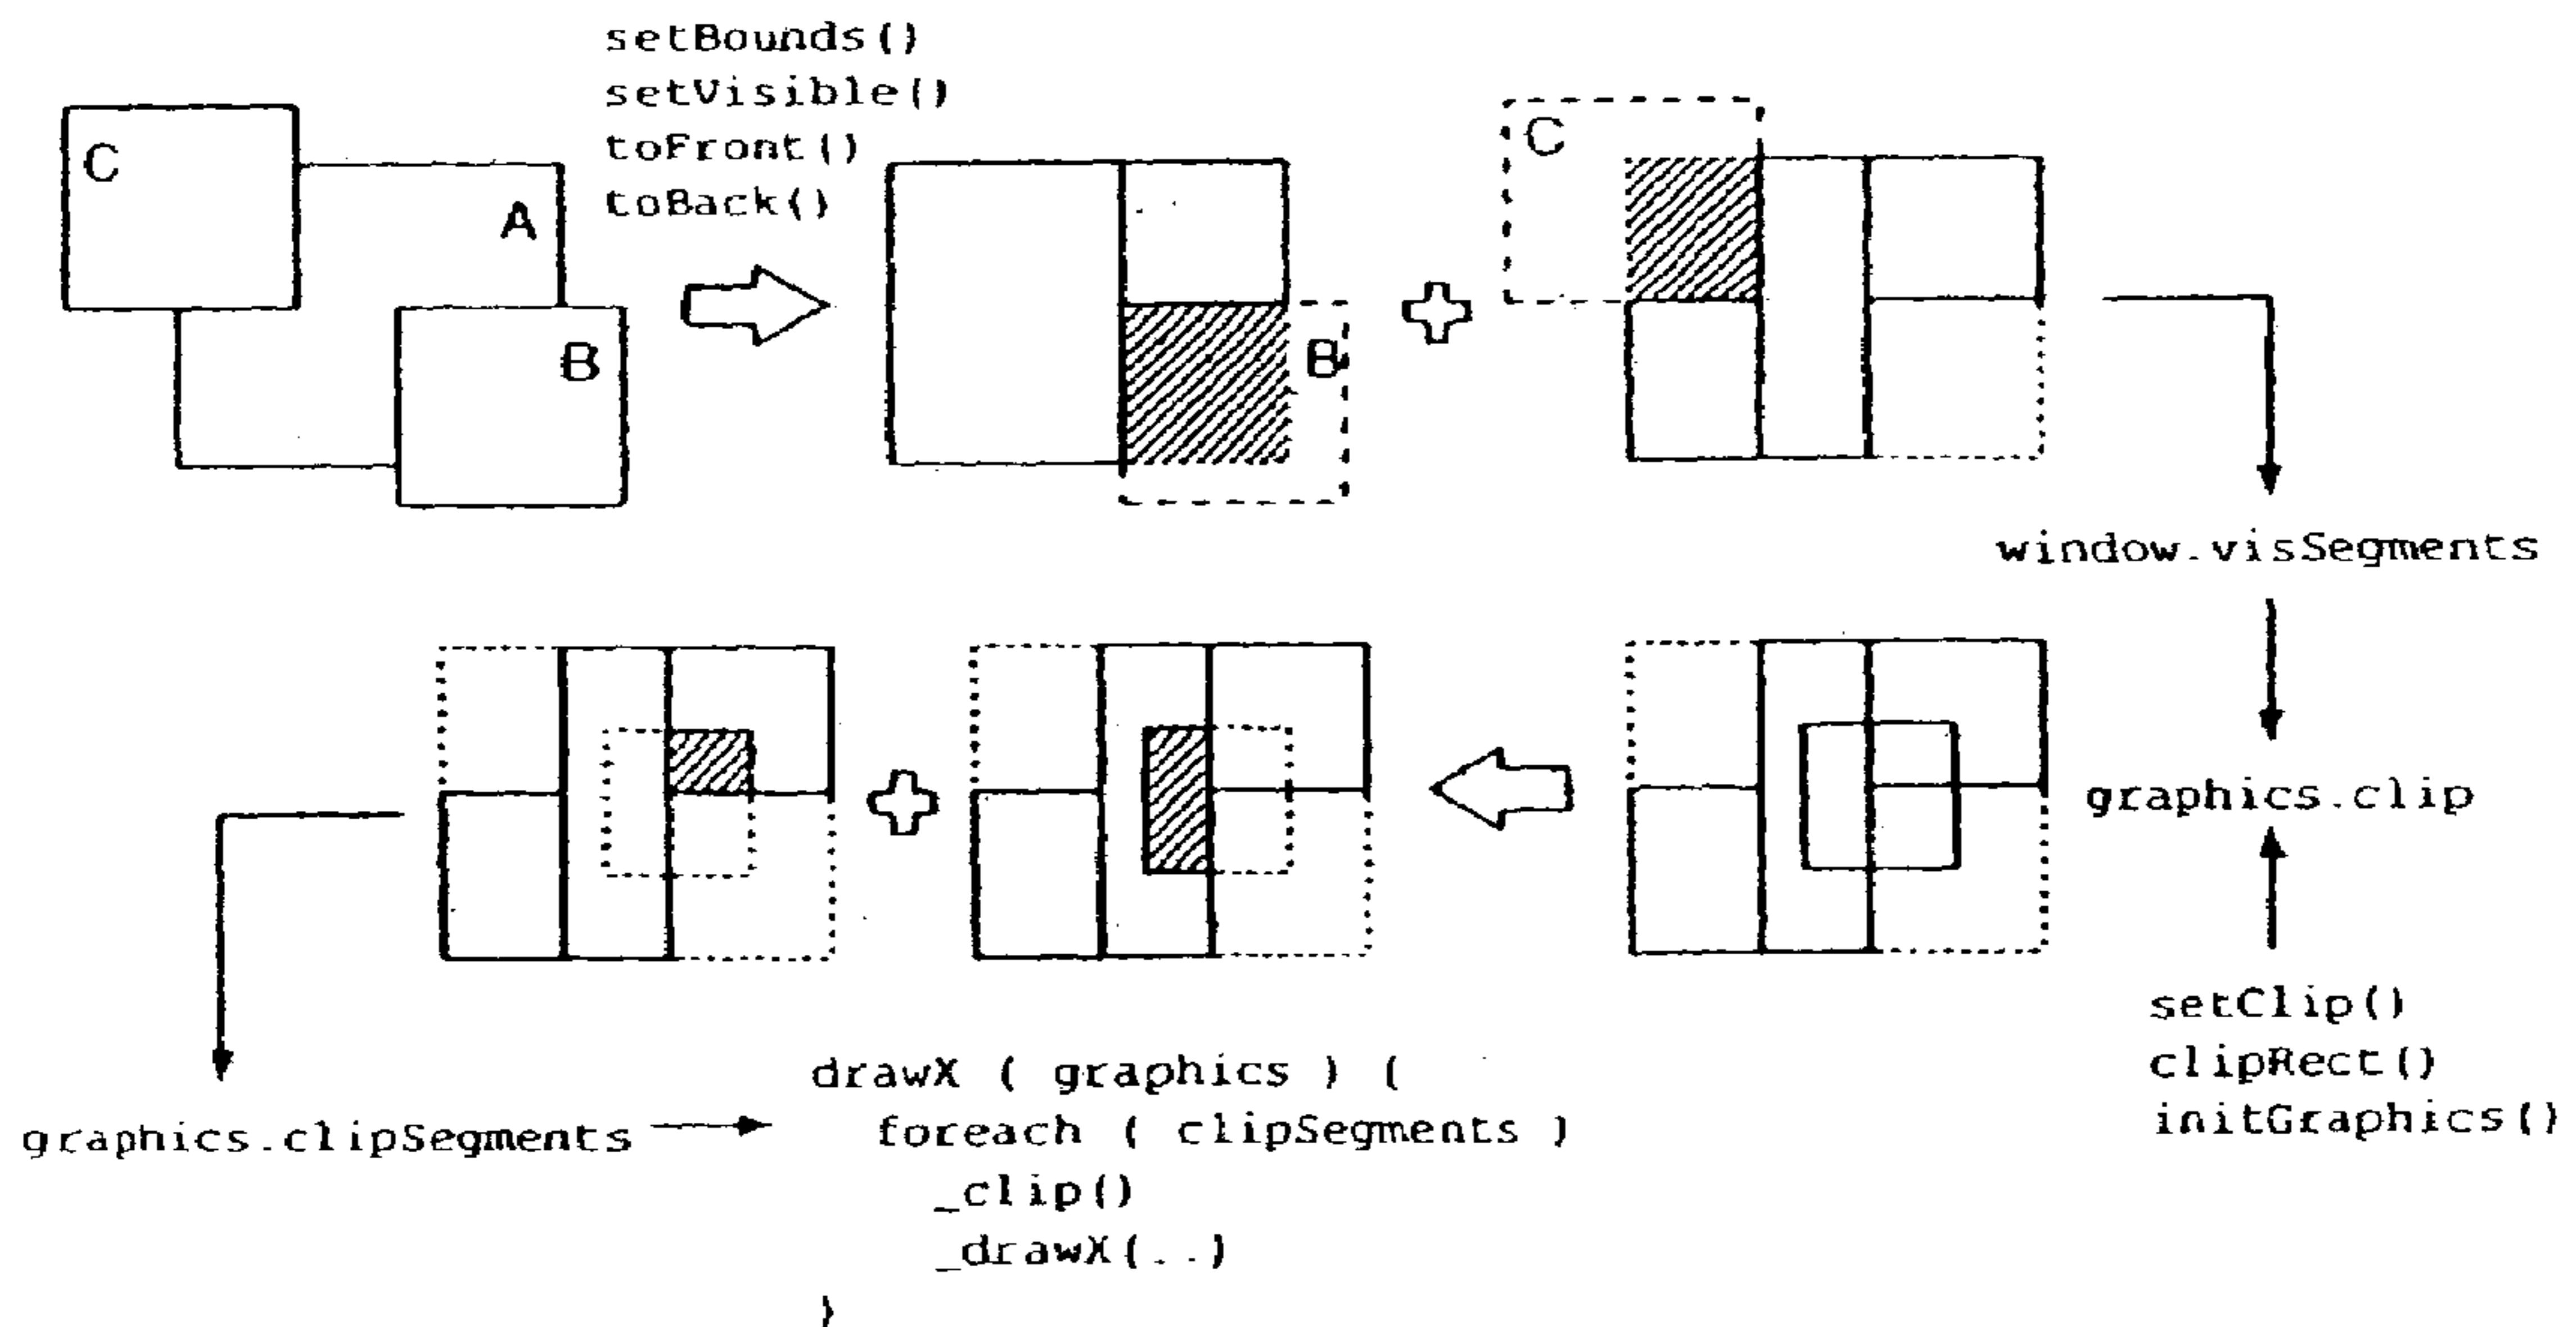 setBounds()
setVisible()
toFront()
toBack()
C
A
B
B
C
window.visSegments
graphics.clip
setClip()
clipRect()
initGraphics()
graphics.clipSegments
drawX ( graphics ) {
foreach ( clipSegments )
_clip()
_drawX(..)
}